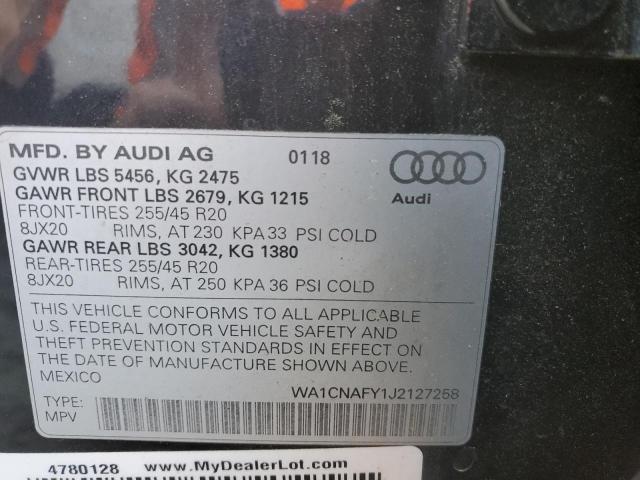 MFD. BY AUDI AG 0118
GVWR LBS 5456, KG 2475
GAWR FRONT LBS 2679, KG 1215
FRONT-TIRES 255/45 R20
8JX20 RIMS, AT 230 KPA 33 PSI COLD
GAWR REAR LBS 3042, KG 1380
REAR-TIRES 255/45 R20
8JX20 RIMS, AT 250 KPA 36 PSI COLD
Audi
THIS VEHICLE CONFORMS TO ALL APPLICABLE
U.S. FEDERAL MOTOR VEHICLE SAFETY AND
THEFT PREVENTION STANDARDS IN EFFECT ON
THE DATE OF MANUFACTURE SHOWN ABOVE.
MEXICO
WA1CNAFY1J2127258
TYPE:
MPV
4780128 www.MyDealerLot.com